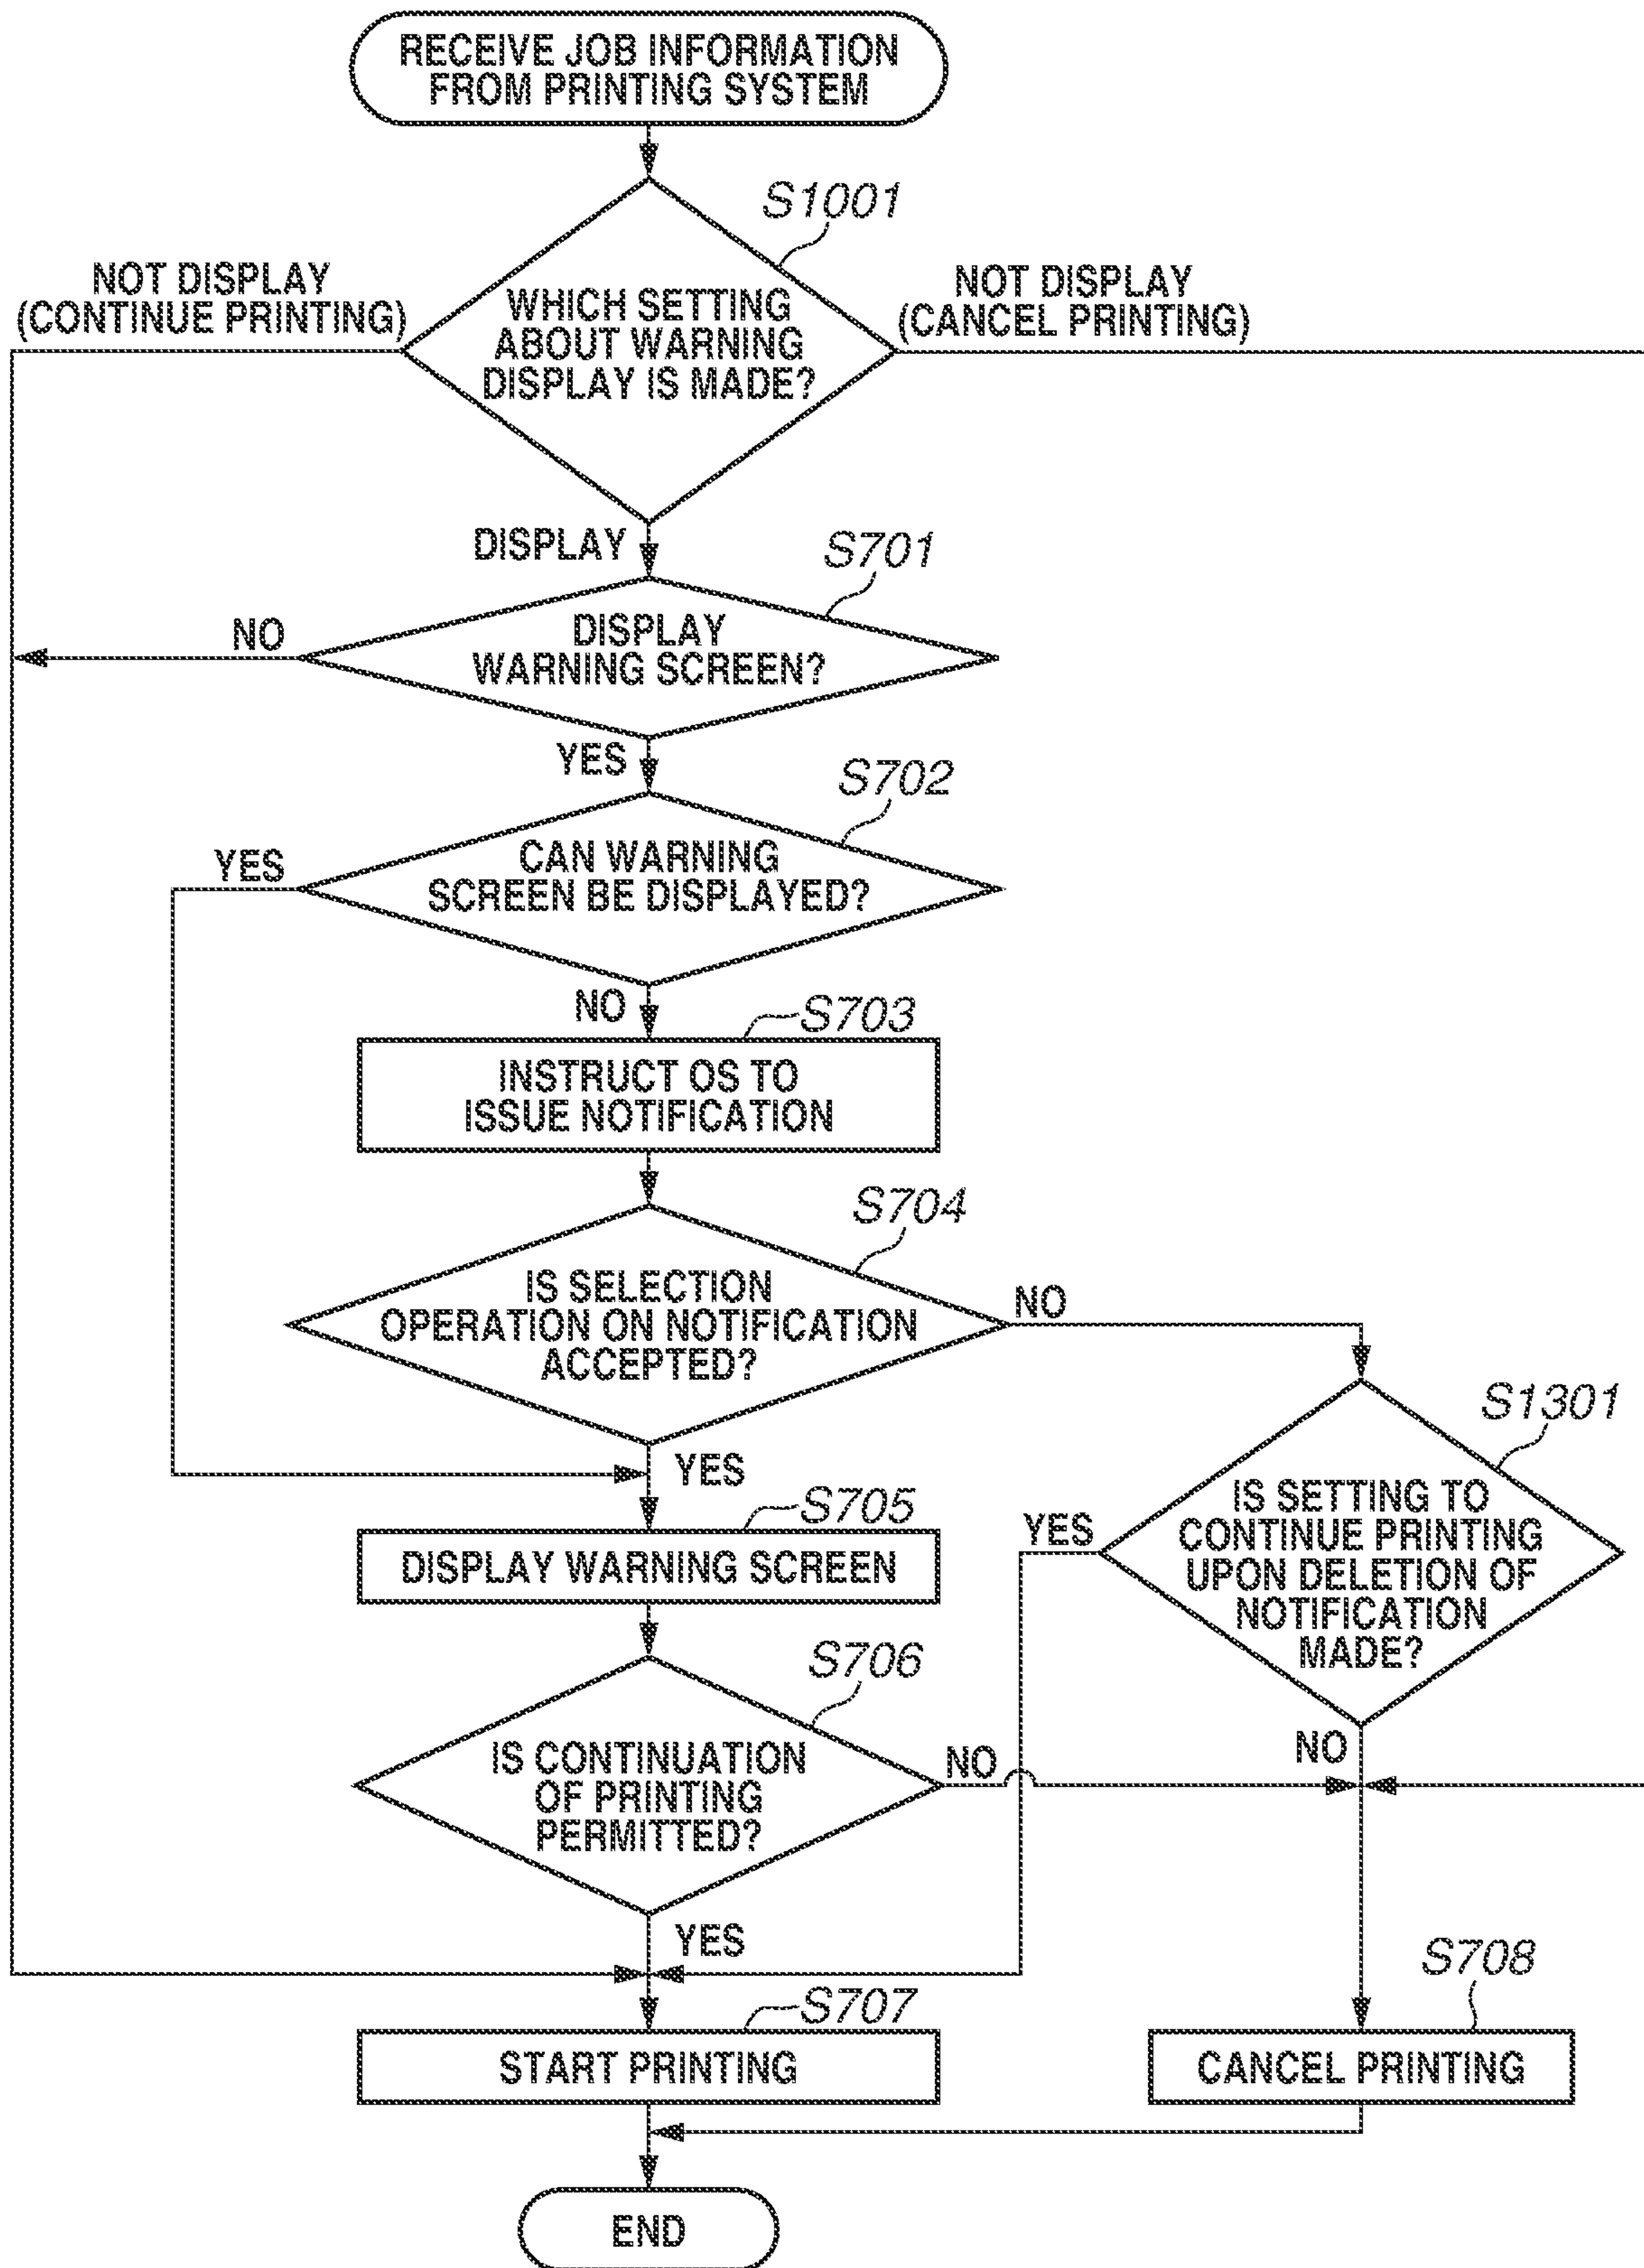 RECEIVE JOB INFORMATION
FROM PRINTING SYSTEM
S1001
NOT DISPLAY
(CONTINUE PRINTING)
WHICH SETTING
ABOUT WARNING
DISPLAY IS MADE?
NOT DISPLAY
(CANCEL PRINTING)
DISPLAY
S701
NO
DISPLAY
WARNING SCREEN?
YES
S702
YES
CAN WARNING
SCREEN BE DISPLAYED?
NO
S703
INSTRUCT OS TO
ISSUE NOTIFICATION
S704
IS SELECTION
OPERATION ON NOTIFICATION
ACCEPTED?
NO
S1301
YES
S705
DISPLAY WARNING SCREEN
YES
IS SETTING TO
CONTINUE PRINTING
UPON DELETION OF
NOTIFICATION
MADE?
S706
IS CONTINUATION
OF PRINTING
PERMITTED?
NO
NO
YES
S707
START PRINTING
S708
CANCEL PRINTING
END